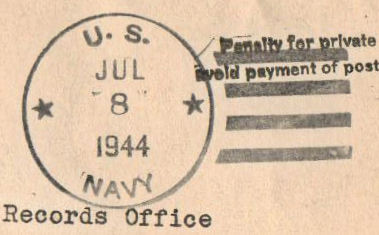 U. S.
JUL
8
1944
NAVY
Penalty for private
avoid payment of post
Records Office